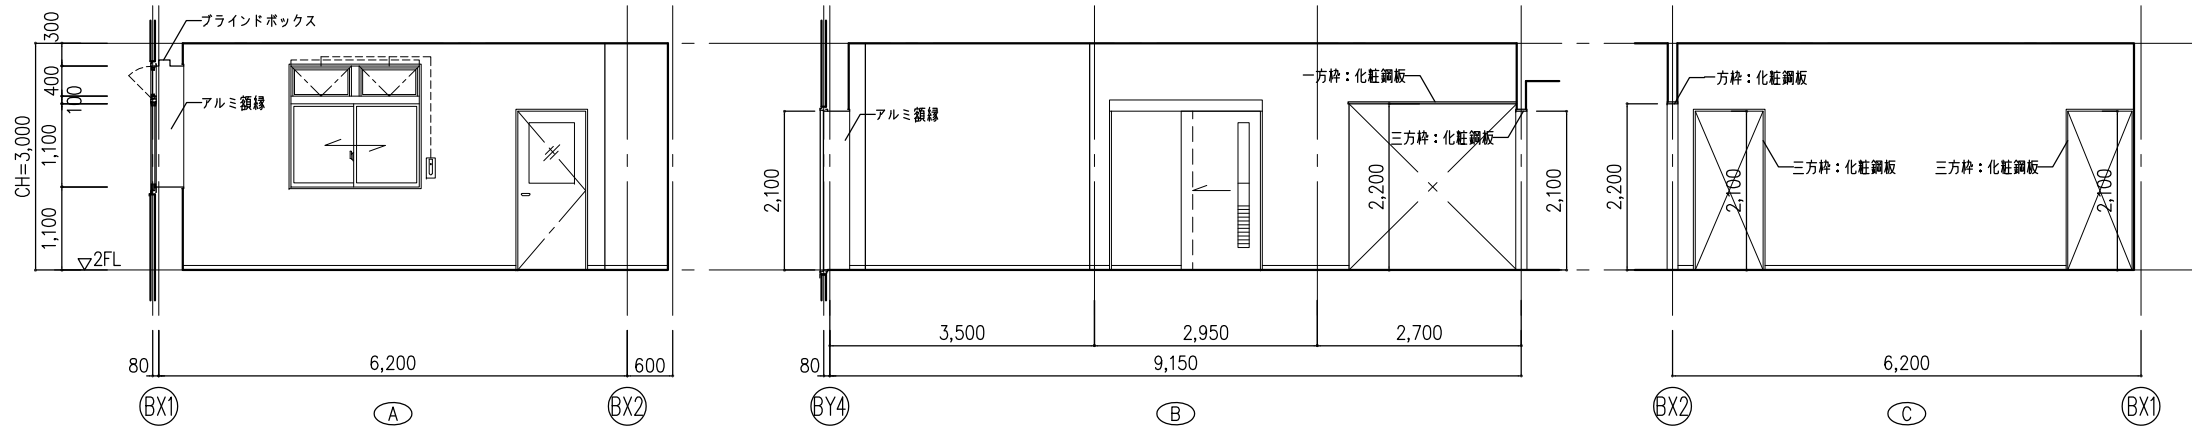 300
ブラインドボックス
400
100
アルミ額縁
CH=3,000
1,100
1,100
2FL
80
6,200
600
BX1
A
BX2
アルミ額縁
一方枠：化粧鋼板
三方枠：化粧鋼板
2,100
2,200
2,100
3,500
2,950
2,700
80
9,150
BY4
B
一方枠：化粧鋼板
三方枠：化粧鋼板
三方枠：化粧鋼板
2,200
2,100
2,100
6,200
BX2
C
BX1